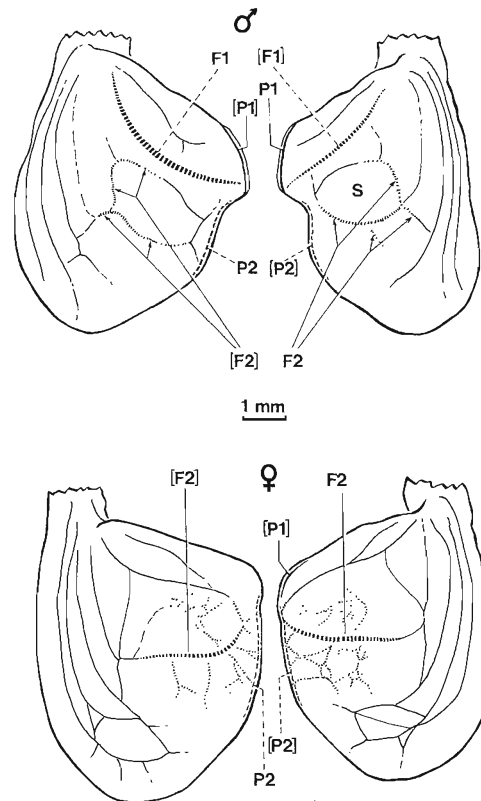 ♂
F1 [F1]
[P1] P1
S
P2 [P2]
[F2] F2
1 mm
♀
[F2] F2
[P1]
[P2]
P2